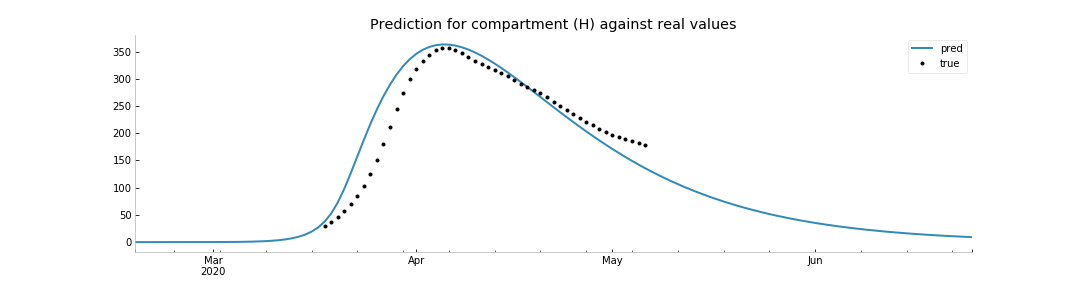 Prediction for compartment (H) against real values
350
300
250
200
150
100
50
0
pred
true
Mar
2020
Apr
May
Jun